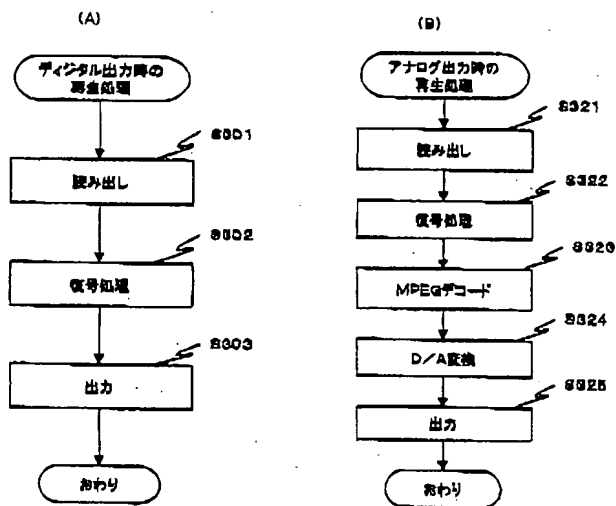 (A)
ディジタル出力時の
再生処理
S301
読み出し
S302
復号処理
S303
出力
おわり
(B)
アナログ出力時の
再生処理
S321
読み出し
S322
復号処理
S323
MPEGデコード
S324
D/A変換
S325
出力
おわり